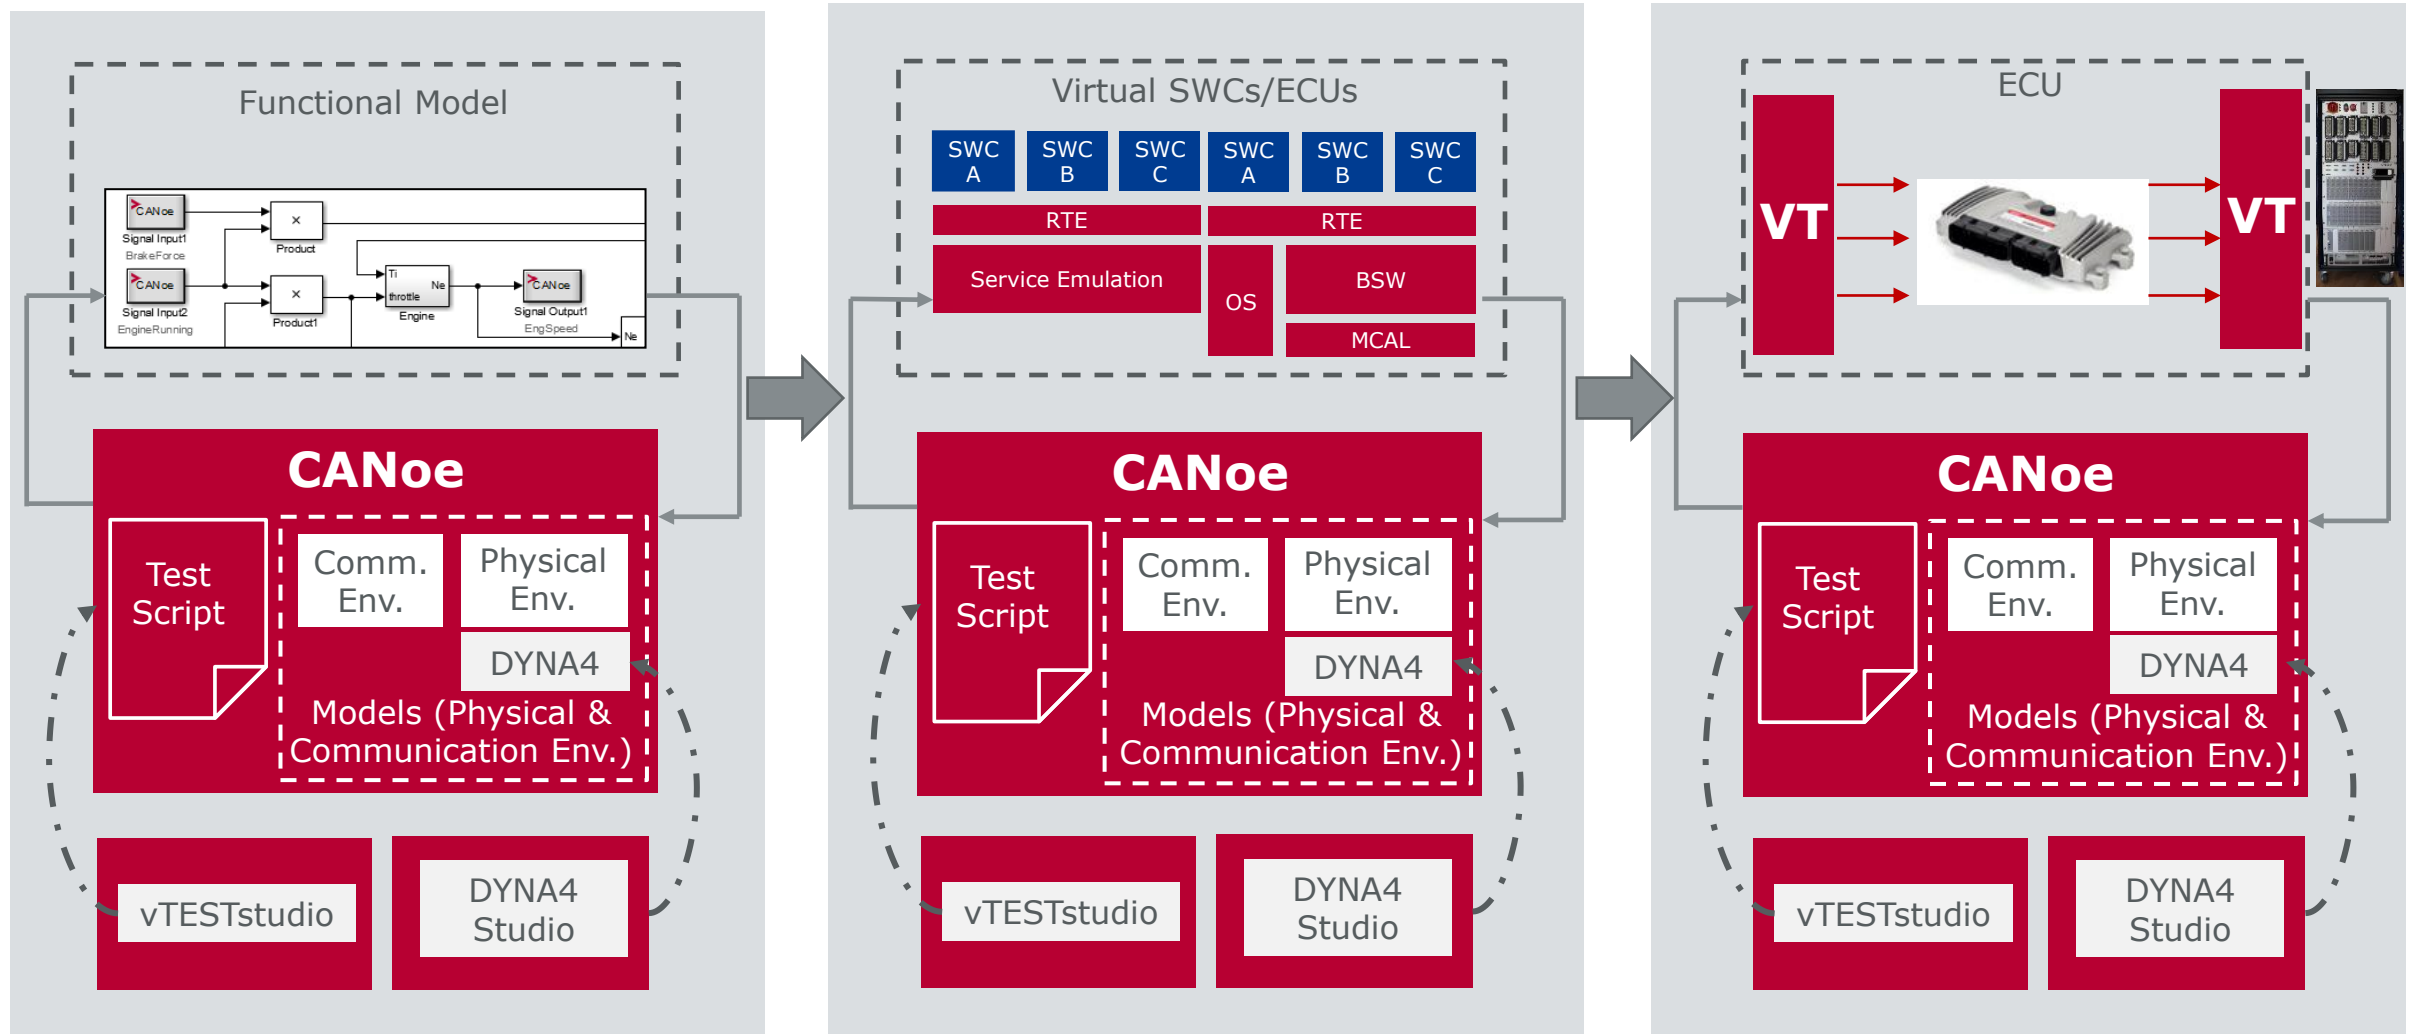 Functional Model
CANoe
Signal Input1
BrakeForce
×
Product
CANoe
Signal Input2
EngineRunning
×
Product1
Ti
throttle
Ne
Engine
CANoe
Signal Output1
EngSpeed
Ne
CANoe
Test
Script
Comm.
Env.
Physical
Env.
DYNA4
Models (Physical &
Communication Env.)
vTESTstudio
DYNA4
Studio
Virtual SWCs/ECUs
SWC
A
SWC
B
SWC
C
SWC
A
SWC
B
SWC
C
RTE
RTE
Service Emulation
OS
BSW
MCAL
CANoe
Test
Script
Comm.
Env.
Physical
Env.
DYNA4
Models (Physical &
Communication Env.)
vTESTstudio
DYNA4
Studio
ECU
VT
VT
CANoe
Test
Script
Comm.
Env.
Physical
Env.
DYNA4
Models (Physical &
Communication Env.)
vTESTstudio
DYNA4
Studio